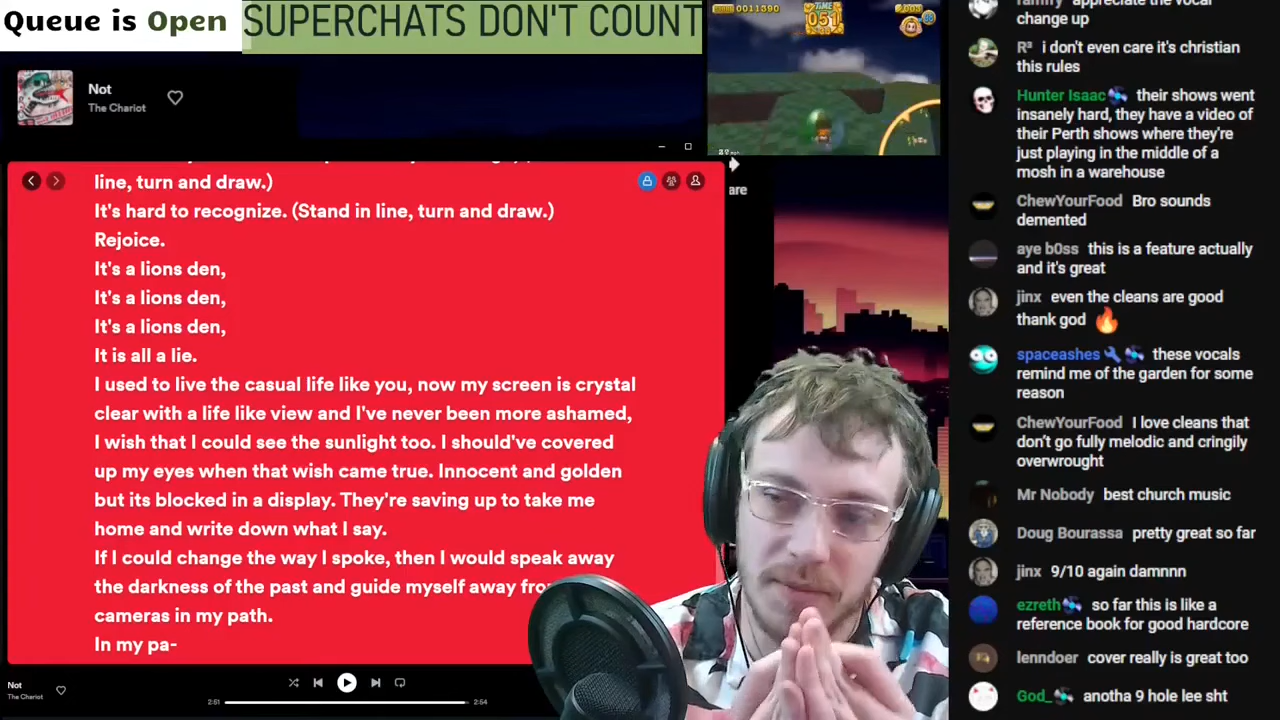 Queue is Open
SUPERCHATS DON'T COUNT
0011390
TIME
051
Not
The Chariot
are
line, turn and draw.)
It's hard to recognize. (Stand in line, turn and draw.)
Rejoice.
It's a lions den,
It's a lions den,
It's a lions den,
It is all a lie.
I used to live the casual life like you, now my screen is crystal
clear with a life like view and I've never been more ashamed,
I wish that I could see the sunlight too. I should've covered
up my eyes when that wish came true. Innocent and golden
but its blocked in a display. They're saving up to take me
home and write down what I say.
If I could change the way I spoke, then I would speak away
the darkness of the past and guide myself away
cameras in my path.
In my pa-
Not
The Chariot
2:51
2:54
appreciate the vocal
change up
R³ i don't even care it's christian
this rules
Hunter Isaac their shows went
insanely hard, they have a video of
their Perth shows where they're
just playing in the middle of a
mosh in a warehouse
ChewYourFood Bro sounds
demented
aye b0ss this is a feature actually
and it's great
jinx even the cleans are good
thank god 🔥
spaceashes these vocals
remind me of the garden for some
reason
ChewYourFood I love cleans that
don't go fully melodic and cringily
overwrought
Mr Nobody best church music
Doug Bourassa pretty great so far
jinx 9/10 again damnnn
ezreth so far this is like a
reference book for good hardcore
lenndoer cover really is great too
God_ anotha 9 hole lee sht